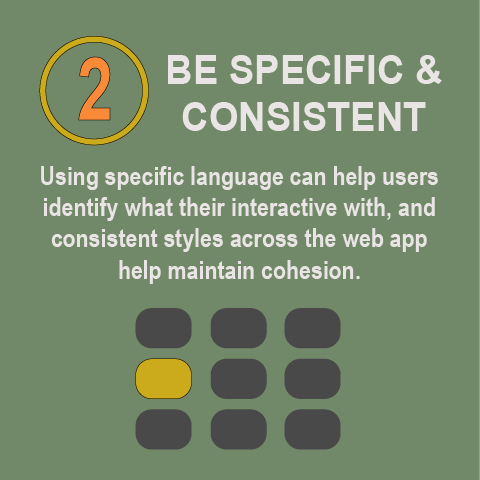 2
BE SPECIFIC &
CONSISTENT
Using specific language can help users
identify what their interactive with, and
consistent styles across the web app
help maintain cohesion.